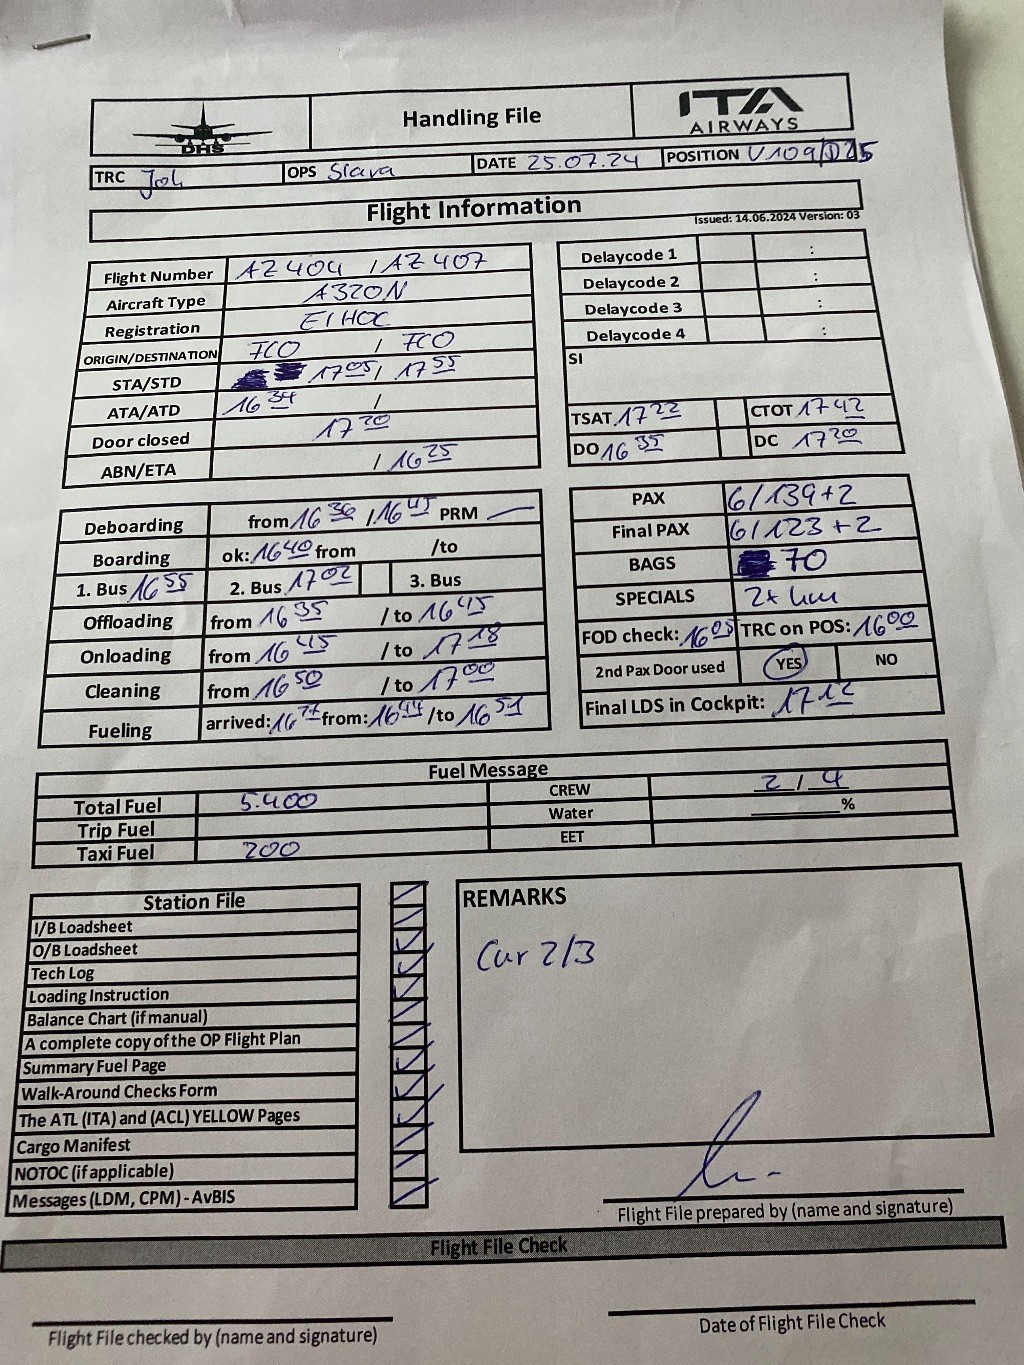 DHS
Handling File
ITA
AIRWAYS
TRC Joh OPS Slava DATE 25.07.24 POSITION V109/D25
Flight Information
Issued: 14.06.2024 Version: 03
Flight Number AZ404 / AZ407
Aircraft Type A320N
Registration EIHOC
ORIGIN/DESTINATION FCO / FCO
STA/STD 1705 / 1755
ATA/ATD 1634 /
Door closed 1720
ABN/ETA / 1625
Delaycode 1 :
Delaycode 2 :
Delaycode 3 :
Delaycode 4 :
SI
TSAT 1722 CTOT 1742
DO 1635 DC 1720
Deboarding from 1636 / 1641 PRM —
Boarding ok: 1640 from /to
1. Bus 1655 2. Bus 1702 3. Bus
Offloading from 1635 / to 1645
Onloading from 1645 / to 1718
Cleaning from 1650 / to 1700
Fueling arrived: from: 1644 /to 1651
PAX 6/139+2
Final PAX 6/123+2
BAGS 70
SPECIALS 2x
FOD check: 1605 TRC on POS: 1600
2nd Pax Door used YES NO
Final LDS in Cockpit: 1712
Fuel Message
Total Fuel 5.400 CREW 2 / 4
Trip Fuel Water %
Taxi Fuel 200 EET
Station File
I/B Loadsheet
O/B Loadsheet
Tech Log
Loading Instruction
Balance Chart (if manual)
A complete copy of the OP Flight Plan
Summary Fuel Page
Walk-Around Checks Form
The ATL (ITA) and (ACL) YELLOW Pages
Cargo Manifest
NOTOC (if applicable)
Messages (LDM, CPM) - AvBIS
REMARKS
Cur 2/3
Flight File prepared by (name and signature)
Flight File Check
Flight File checked by (name and signature)
Date of Flight File Check